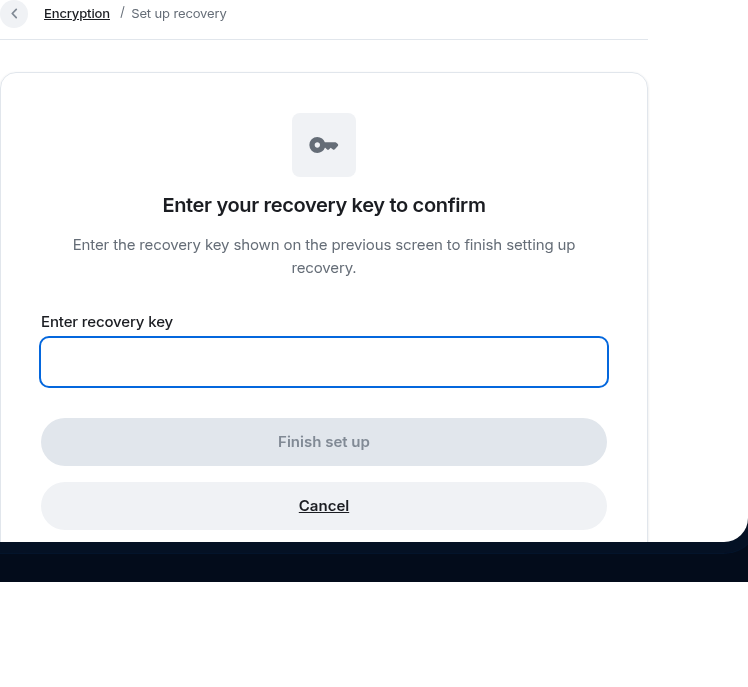 Encryption / Set up recovery
Enter your recovery key to confirm
Enter the recovery key shown on the previous screen to finish setting up
recovery.
Enter recovery key
Finish set up
Cancel